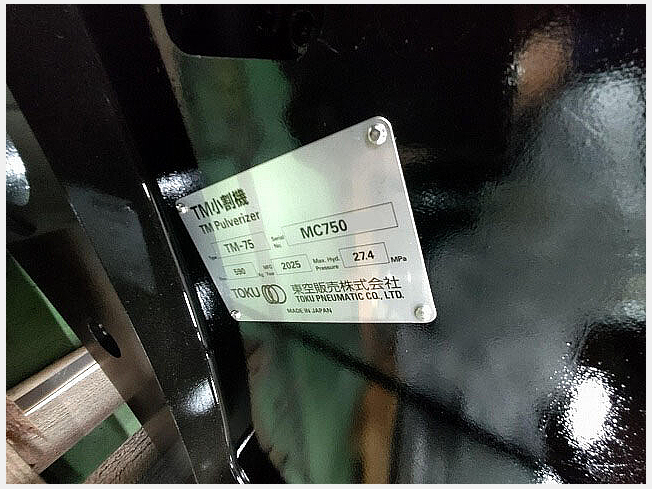 TM小割機
TM Pulverizer
Type TM-75 Serial No. MC750
590 kg MFG Year 2025 Max. Hyd. Pressure 27.4 MPa
TOKU 東空販売株式会社
TOKU PNEUMATIC CO., LTD.
MADE IN JAPAN